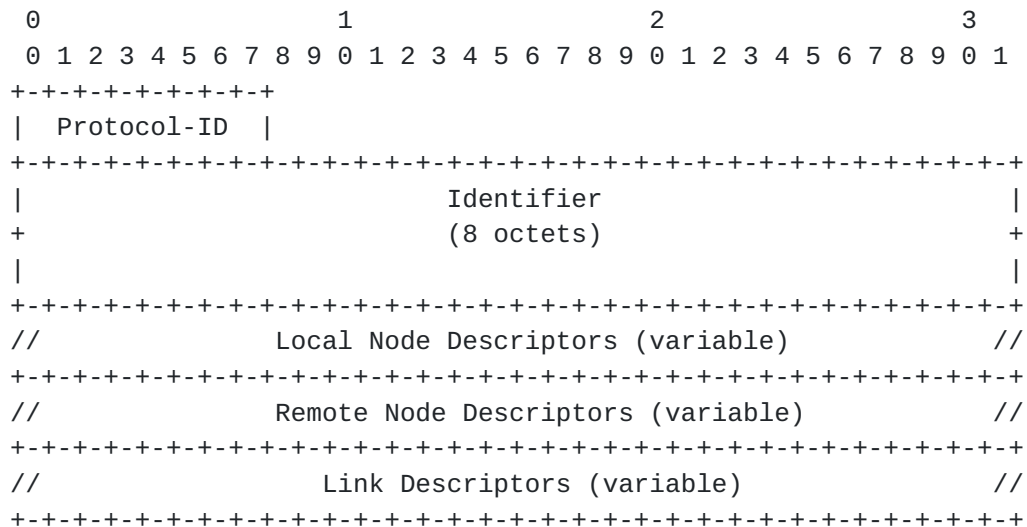 0                   1                   2                   3
 0 1 2 3 4 5 6 7 8 9 0 1 2 3 4 5 6 7 8 9 0 1 2 3 4 5 6 7 8 9 0 1
+-+-+-+-+-+-+-+-+
|  Protocol-ID  |
+-+-+-+-+-+-+-+-+-+-+-+-+-+-+-+-+-+-+-+-+-+-+-+-+-+-+-+-+-+-+-+-+
|                           Identifier                          |
+                           (8 octets)                          +
|                                                               |
+-+-+-+-+-+-+-+-+-+-+-+-+-+-+-+-+-+-+-+-+-+-+-+-+-+-+-+-+-+-+-+-+
//               Local Node Descriptors (variable)             //
+-+-+-+-+-+-+-+-+-+-+-+-+-+-+-+-+-+-+-+-+-+-+-+-+-+-+-+-+-+-+-+-+
//               Remote Node Descriptors (variable)            //
+-+-+-+-+-+-+-+-+-+-+-+-+-+-+-+-+-+-+-+-+-+-+-+-+-+-+-+-+-+-+-+-+
//                  Link Descriptors (variable)                //
+-+-+-+-+-+-+-+-+-+-+-+-+-+-+-+-+-+-+-+-+-+-+-+-+-+-+-+-+-+-+-+-+